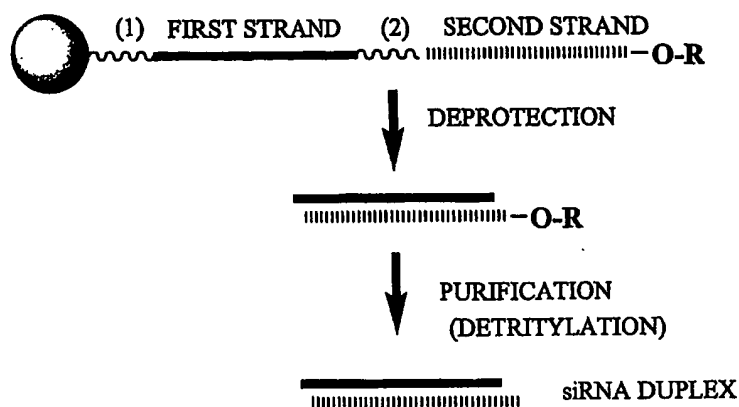 (1) FIRST STRAND (2) SECOND STRAND
O-R
DEPROTECTION
O-R
PURIFICATION
(DETRITYLATION)
siRNA DUPLEX